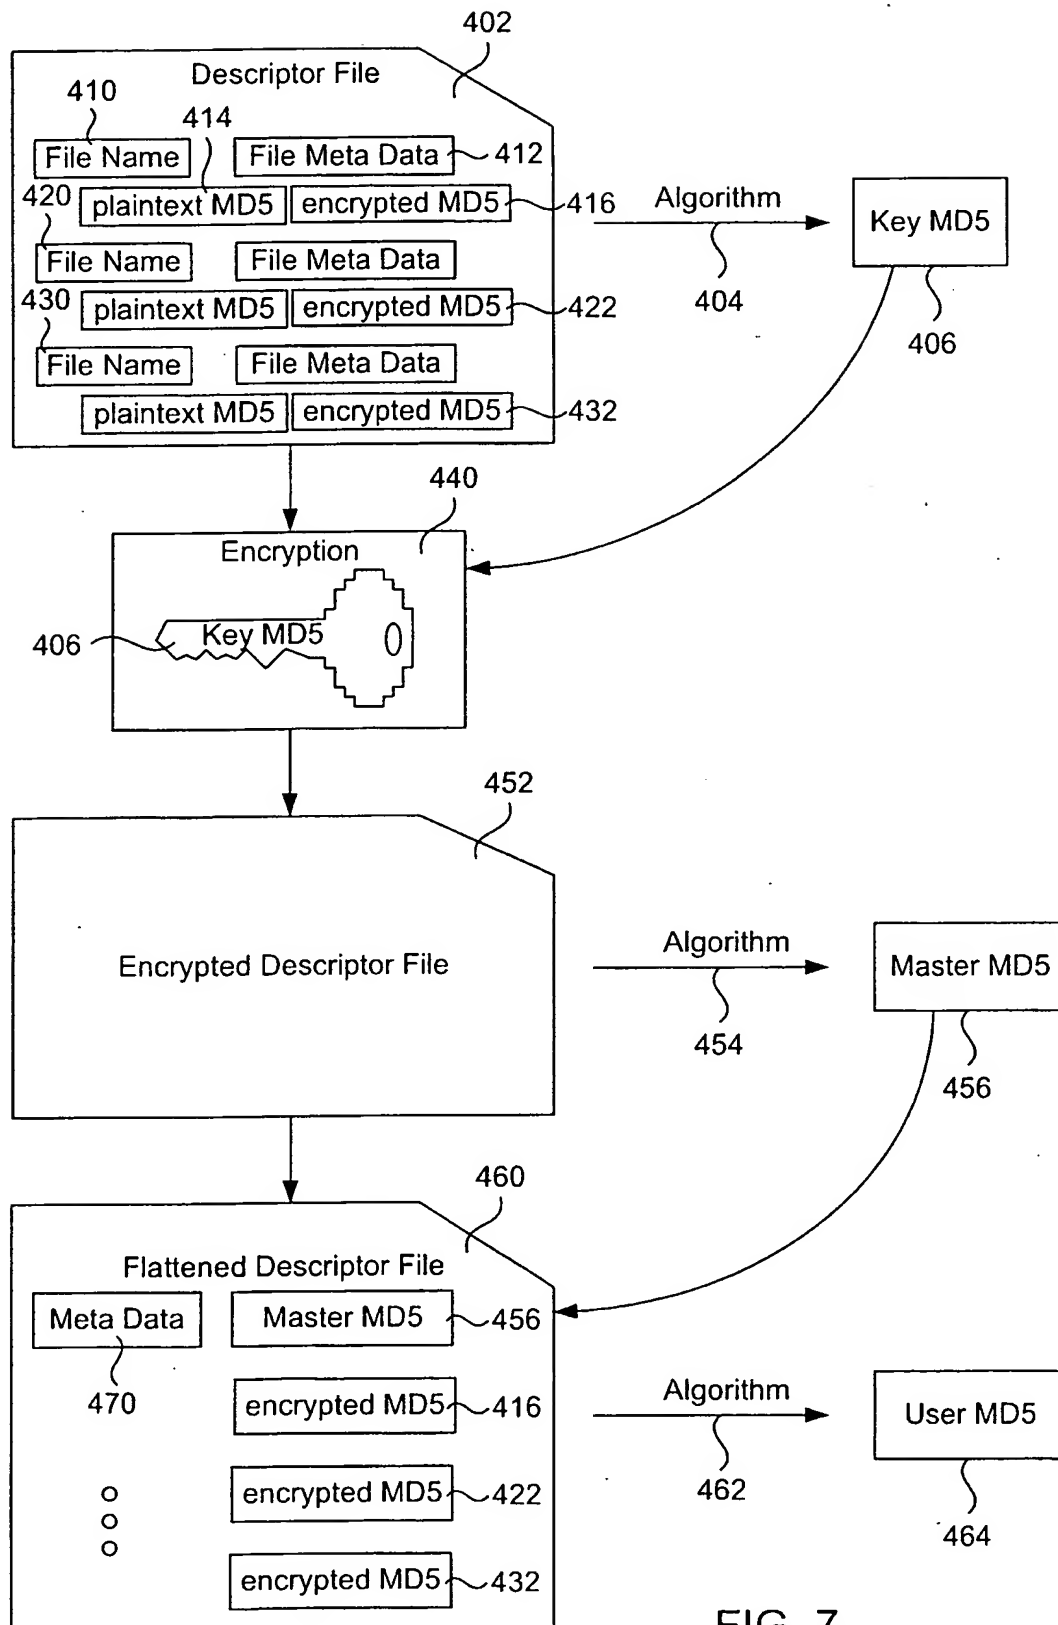 402
Descriptor File
410
414
File Name
File Meta Data
412
420
plaintext MD5
encrypted MD5
416
Algorithm
Key MD5
File Name
File Meta Data
404
406
430
plaintext MD5
encrypted MD5
422
File Name
File Meta Data
plaintext MD5
encrypted MD5
432
440
Encryption
406
Key MD5
452
Encrypted Descriptor File
Algorithm
Master MD5
454
456
460
Flattened Descriptor File
Meta Data
Master MD5
456
470
encrypted MD5
416
Algorithm
User MD5
encrypted MD5
422
462
464
encrypted MD5
432
FIG. 7